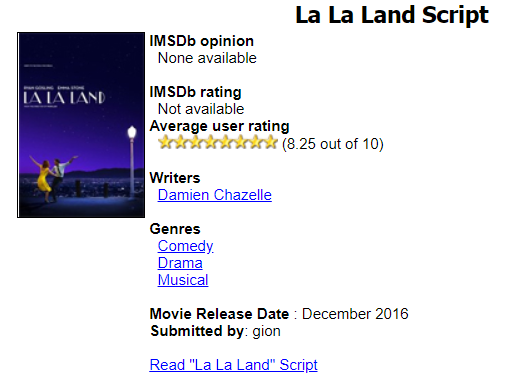 La La Land Script
RYAN GOSLING EMMA STONE
LA LA LAND
IMSDb opinion
None available
IMSDb rating
Not available
Average user rating
(8.25 out of 10)
Writers
Damien Chazelle
Genres
Comedy
Drama
Musical
Movie Release Date : December 2016
Submitted by: gion
Read "La La Land" Script